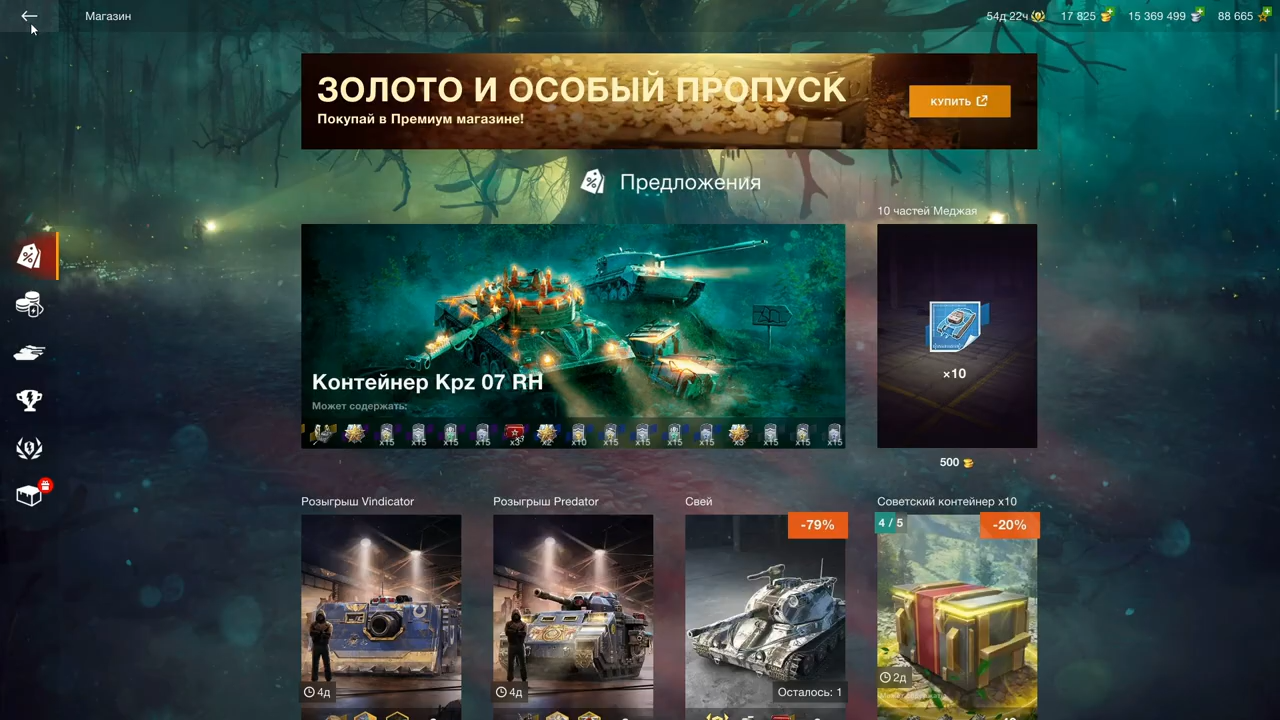 Магазин
54д 22ч
17 825
15 369 499
88 665
ЗОЛОТО И ОСОБЫЙ ПРОПУСК
Покупай в Премиум магазине!
КУПИТЬ
Предложения
10 частей Меджая
Контейнер Kpz 07 RH
Может содержать:
x15 x15 x15 x15 x3 x2 x10 x15 x15 x15 x15 x15 x15
×10
500
Розыгрыш Vindicator
Розыгрыш Predator
Свей
Советский контейнер x10
-79%
4 / 5
-20%
4д
4д
Осталось: 1
2д